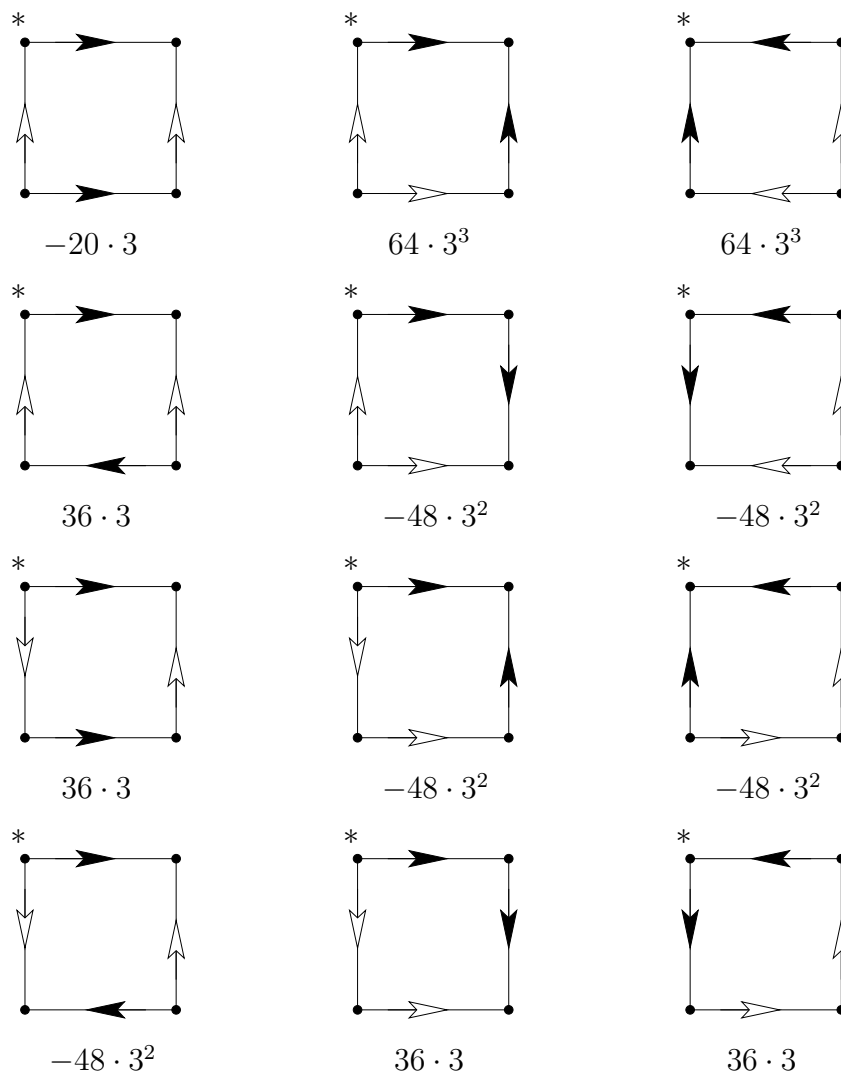 * * *
−20 · 3 64 · 3³ 64 · 3³
* * *
36 · 3 −48 · 3² −48 · 3²
* * *
36 · 3 −48 · 3² −48 · 3²
* * *
−48 · 3² 36 · 3 36 · 3